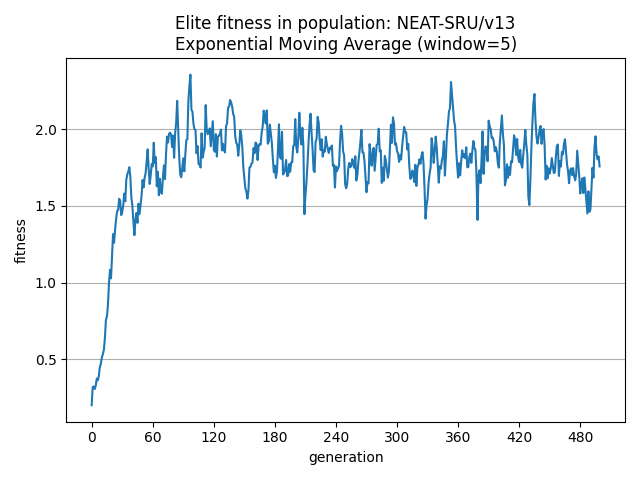 Elite fitness in population: NEAT-SRU/v13
Exponential Moving Average (window=5)
fitness
2.0
1.5
1.0
0.5
0 60 120 180 240 300 360 420 480
generation